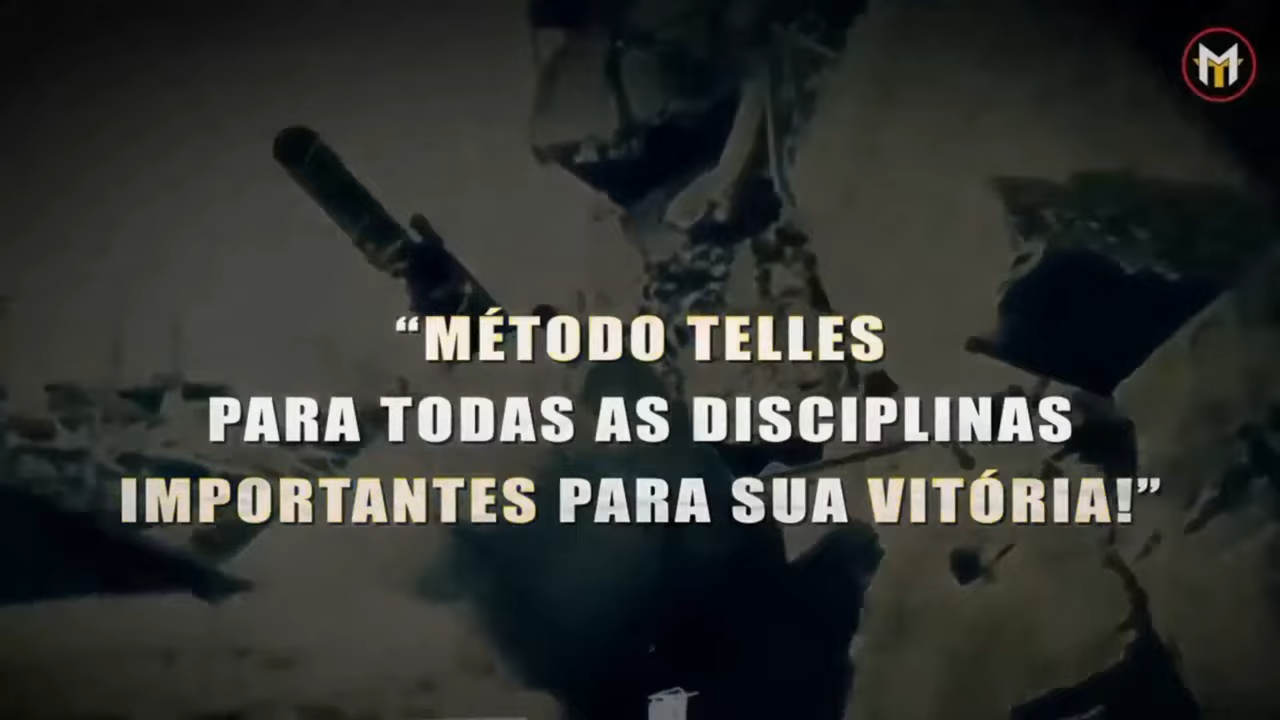 “MÉTODO TELLES
PARA TODAS AS DISCIPLINAS
IMPORTANTES PARA SUA VITÓRIA!”